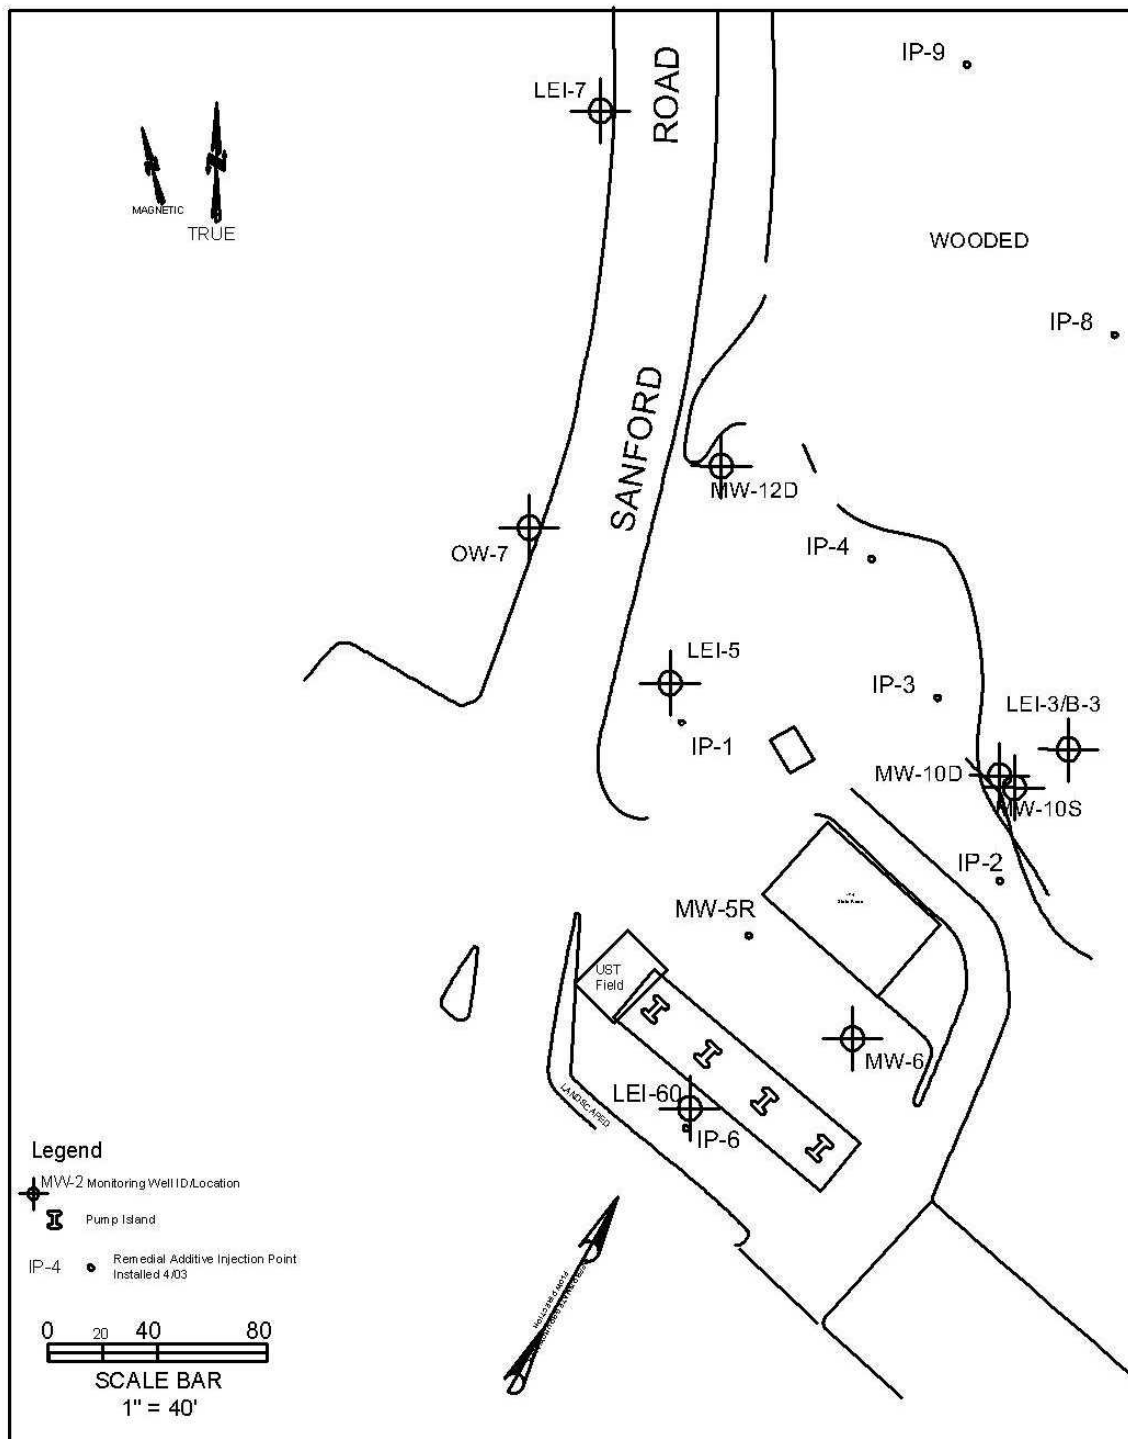 IP-9
LEI-7
ROAD
MAGNETIC
TRUE
WOODED
IP-8
SANFORD
MW-12D
OW-7
IP-4
LEI-5
IP-3
LEI-3/B-3
IP-1
MW-10D
MW-10S
IP-2
MW-5R
UST
Field
MW-6
LEI-60
LANDSCAPED
IP-6
Legend
MW-2 Monitoring Well ID/Location
Pump Island
IP-4
Remedial Additive Injection Point
Installed 4/03
FLOW DIRECTION
0 20 40 80
SCALE BAR
1" = 40'